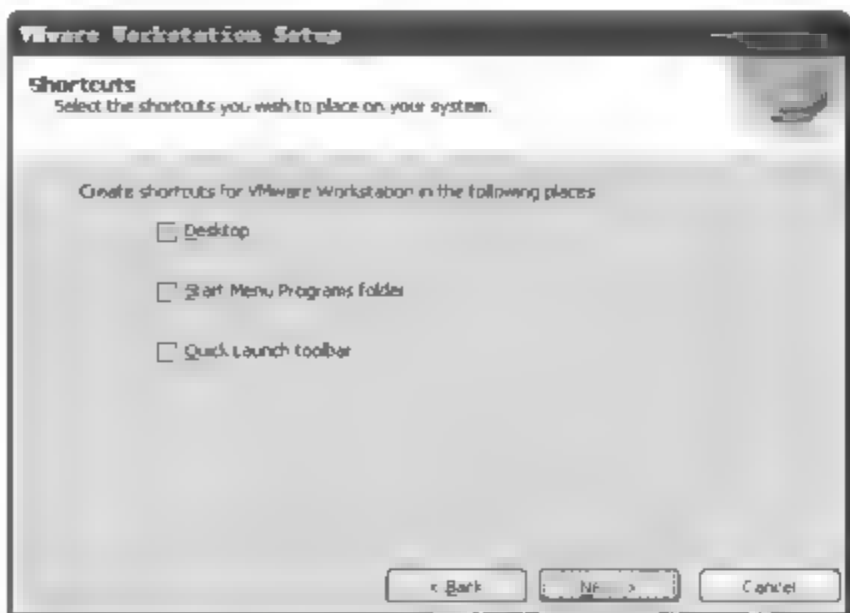 VMware Workstation Setup
Shortcuts
Select the shortcuts you wish to place on your system.
Create shortcuts for VMware Workstation in the following places
Desktop
Start Menu Programs folder
Quick Launch toolbar
< Back
Next >
Cancel